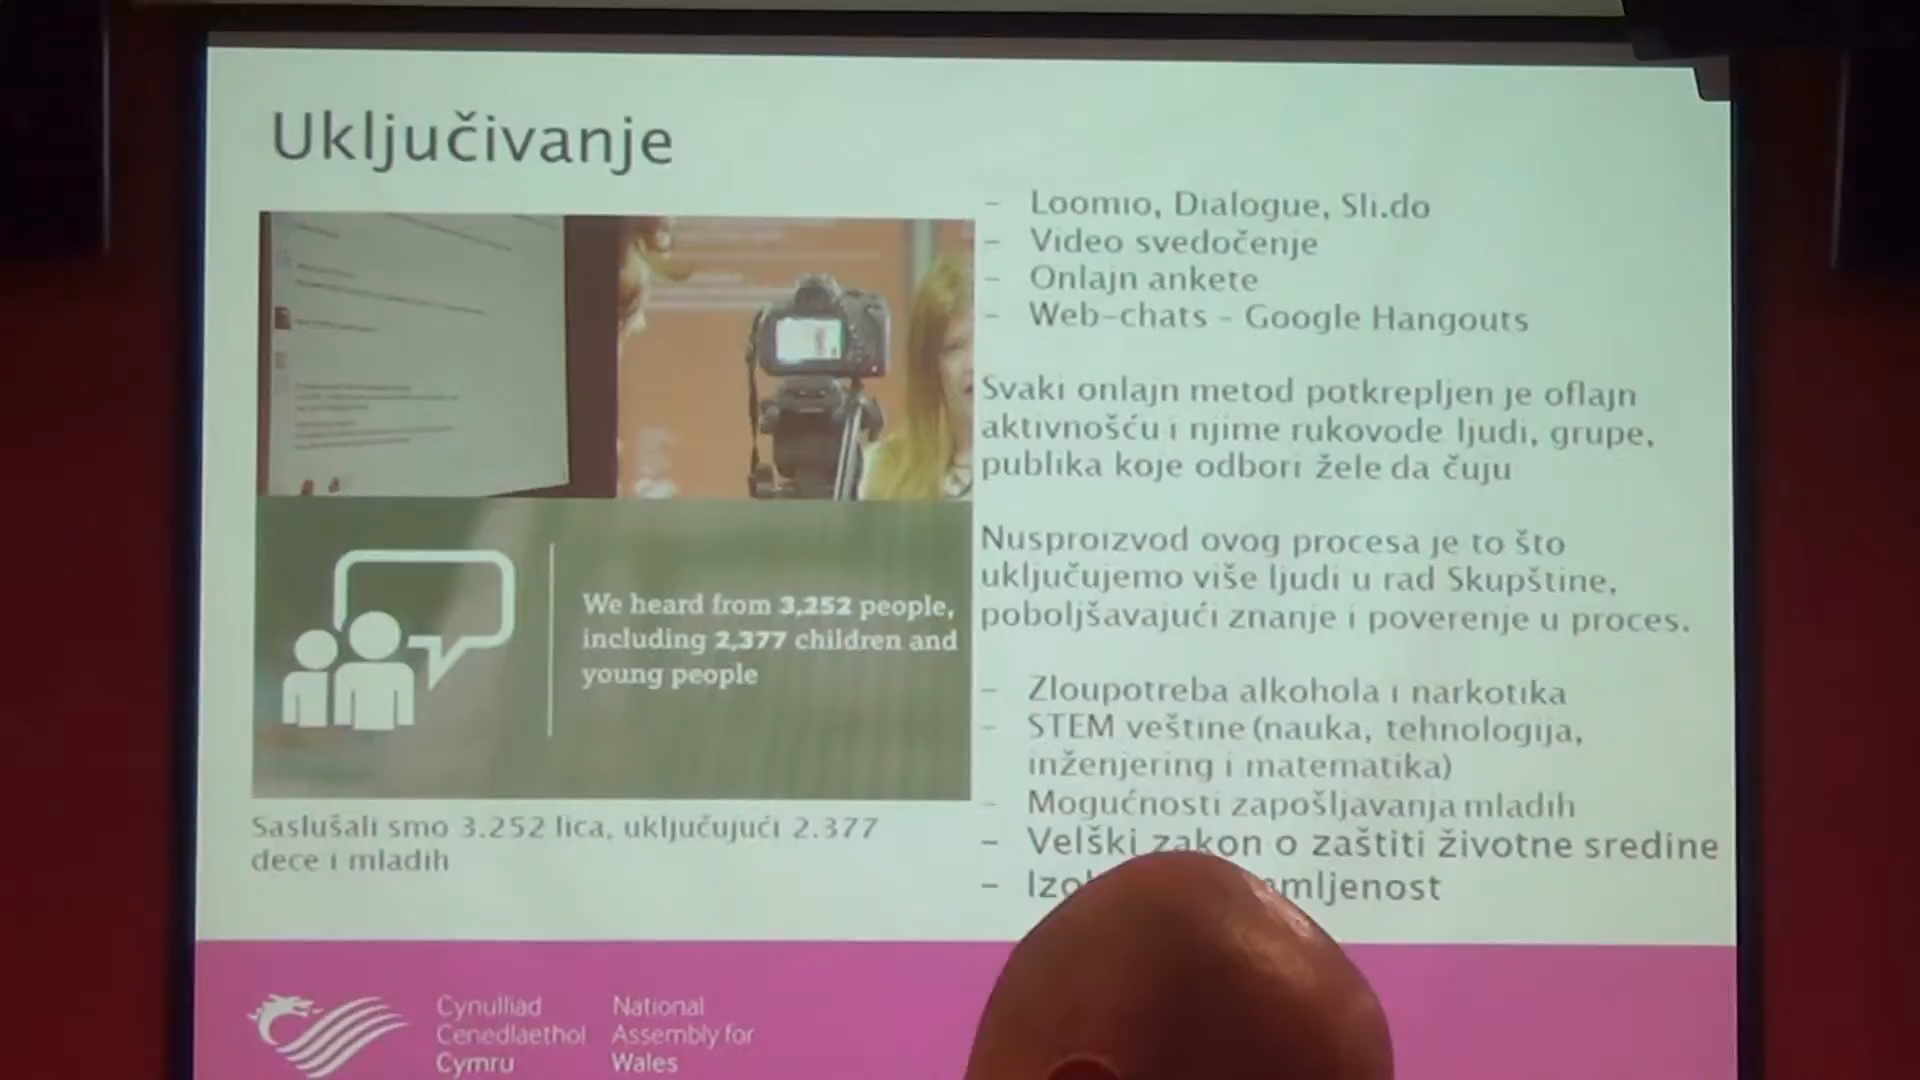 Uključivanje
- Loomio, Dialogue, Sli.do
- Video svedočenje
- Onlajn ankete
- Web-chats - Google Hangouts
Svaki onlajn metod potkrepljen je oflajn
aktivnošću i njime rukovode ljudi, grupe,
publika koje odbori žele da čuju
Nusproizvod ovog procesa je to što
uključujemo više ljudi u rad Skupštine,
poboljšavajući znanje i poverenje u proces.
- Zloupotreba alkohola i narkotika
- STEM veštine (nauka, tehnologija,
inženjering i matematika)
- Mogućnosti zapošljavanja mladih
- Velški zakon o zaštiti životne sredine
We heard from 3,252 people,
including 2,377 children and
young people
Saslušali smo 3.252 lica, uključujući 2.377
dece i mladih
Cynulliad
Cenedlaethol
Cymru
National
Assembly for
Wales